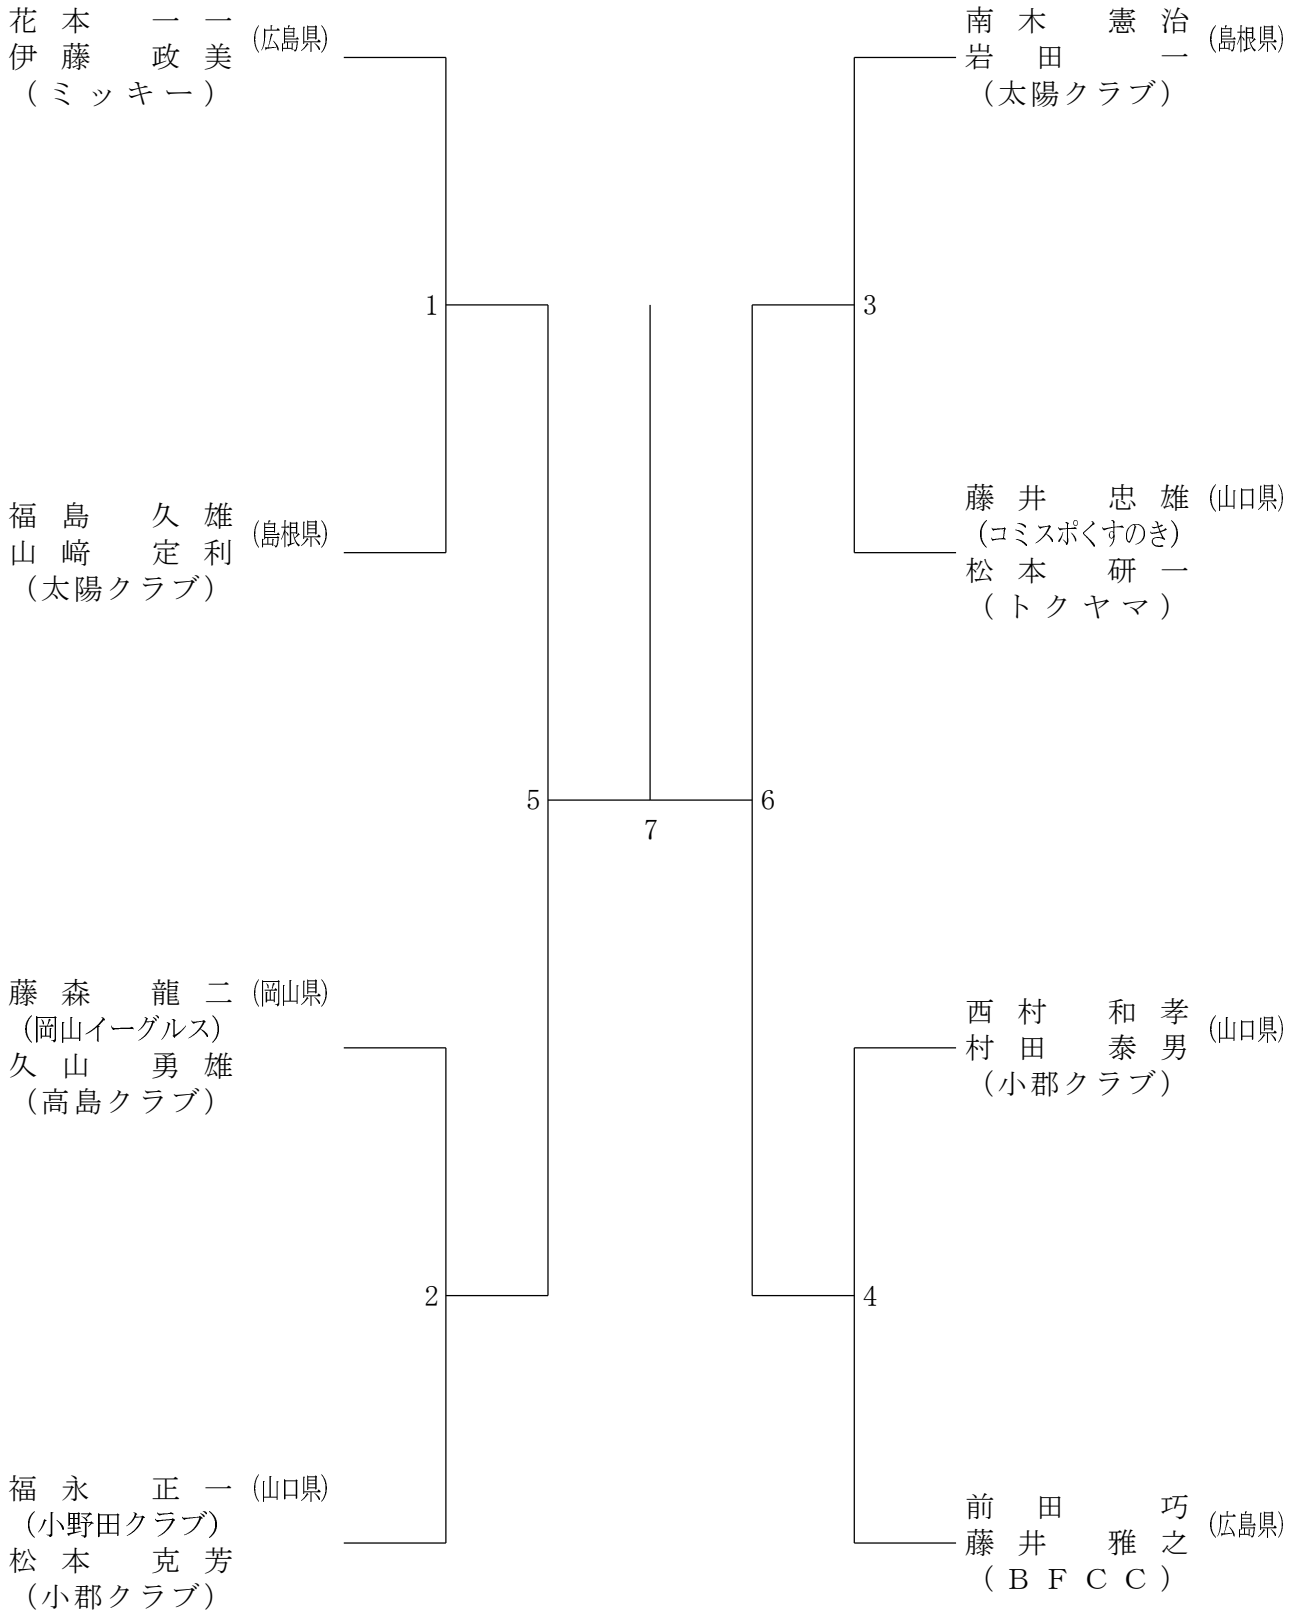 花本 一一 (広島県)
伊藤 政美
(ミッキー)
1
福島 久雄 (島根県)
山﨑 定利
(太陽クラブ)
5
藤森 龍二 (岡山県)
(岡山イーグルス)
久山 勇雄
(高島クラブ)
2
福永 正一 (山口県)
(小野田クラブ)
松本 克芳
(小郡クラブ)
7
南木 憲治 (島根県)
岩田 一
(太陽クラブ)
3
藤井 忠雄 (山口県)
(コミスポくすのき)
松本 研一
(トクヤマ)
6
西村 和孝 (山口県)
村田 泰男
(小郡クラブ)
4
前田 巧 (広島県)
藤井 雅之
(BFCC)